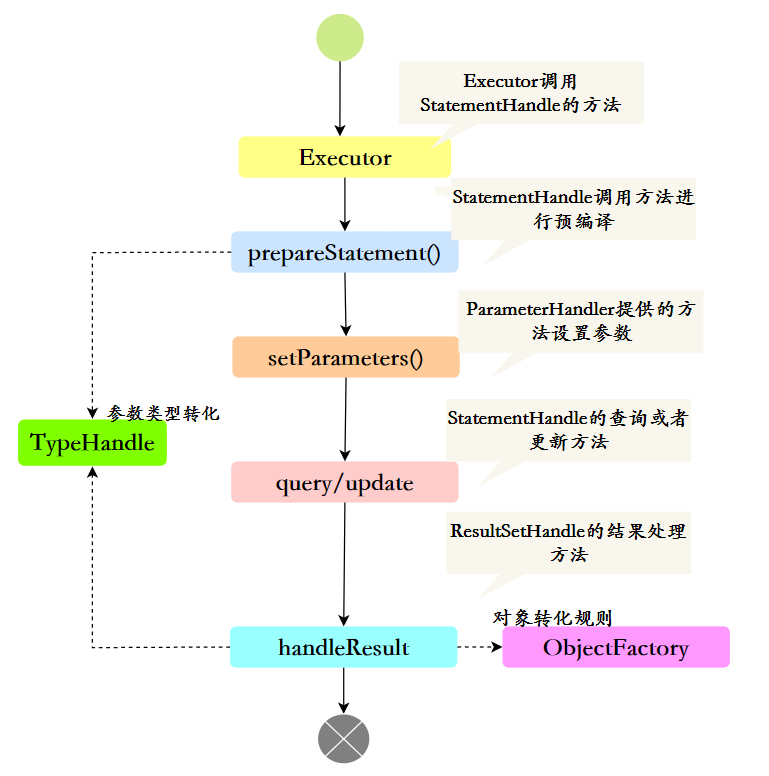 Executor调用
StatementHandle的方法
Executor
StatementHandle调用方法进
行预编译
prepareStatement()
ParameterHandler提供的方
法设置参数
setParameters()
参数类型转化
TypeHandle
StatementHandle的查询或者
更新方法
query/update
ResultSetHandle的结果处理
方法
对象转化规则
handleResult
ObjectFactory